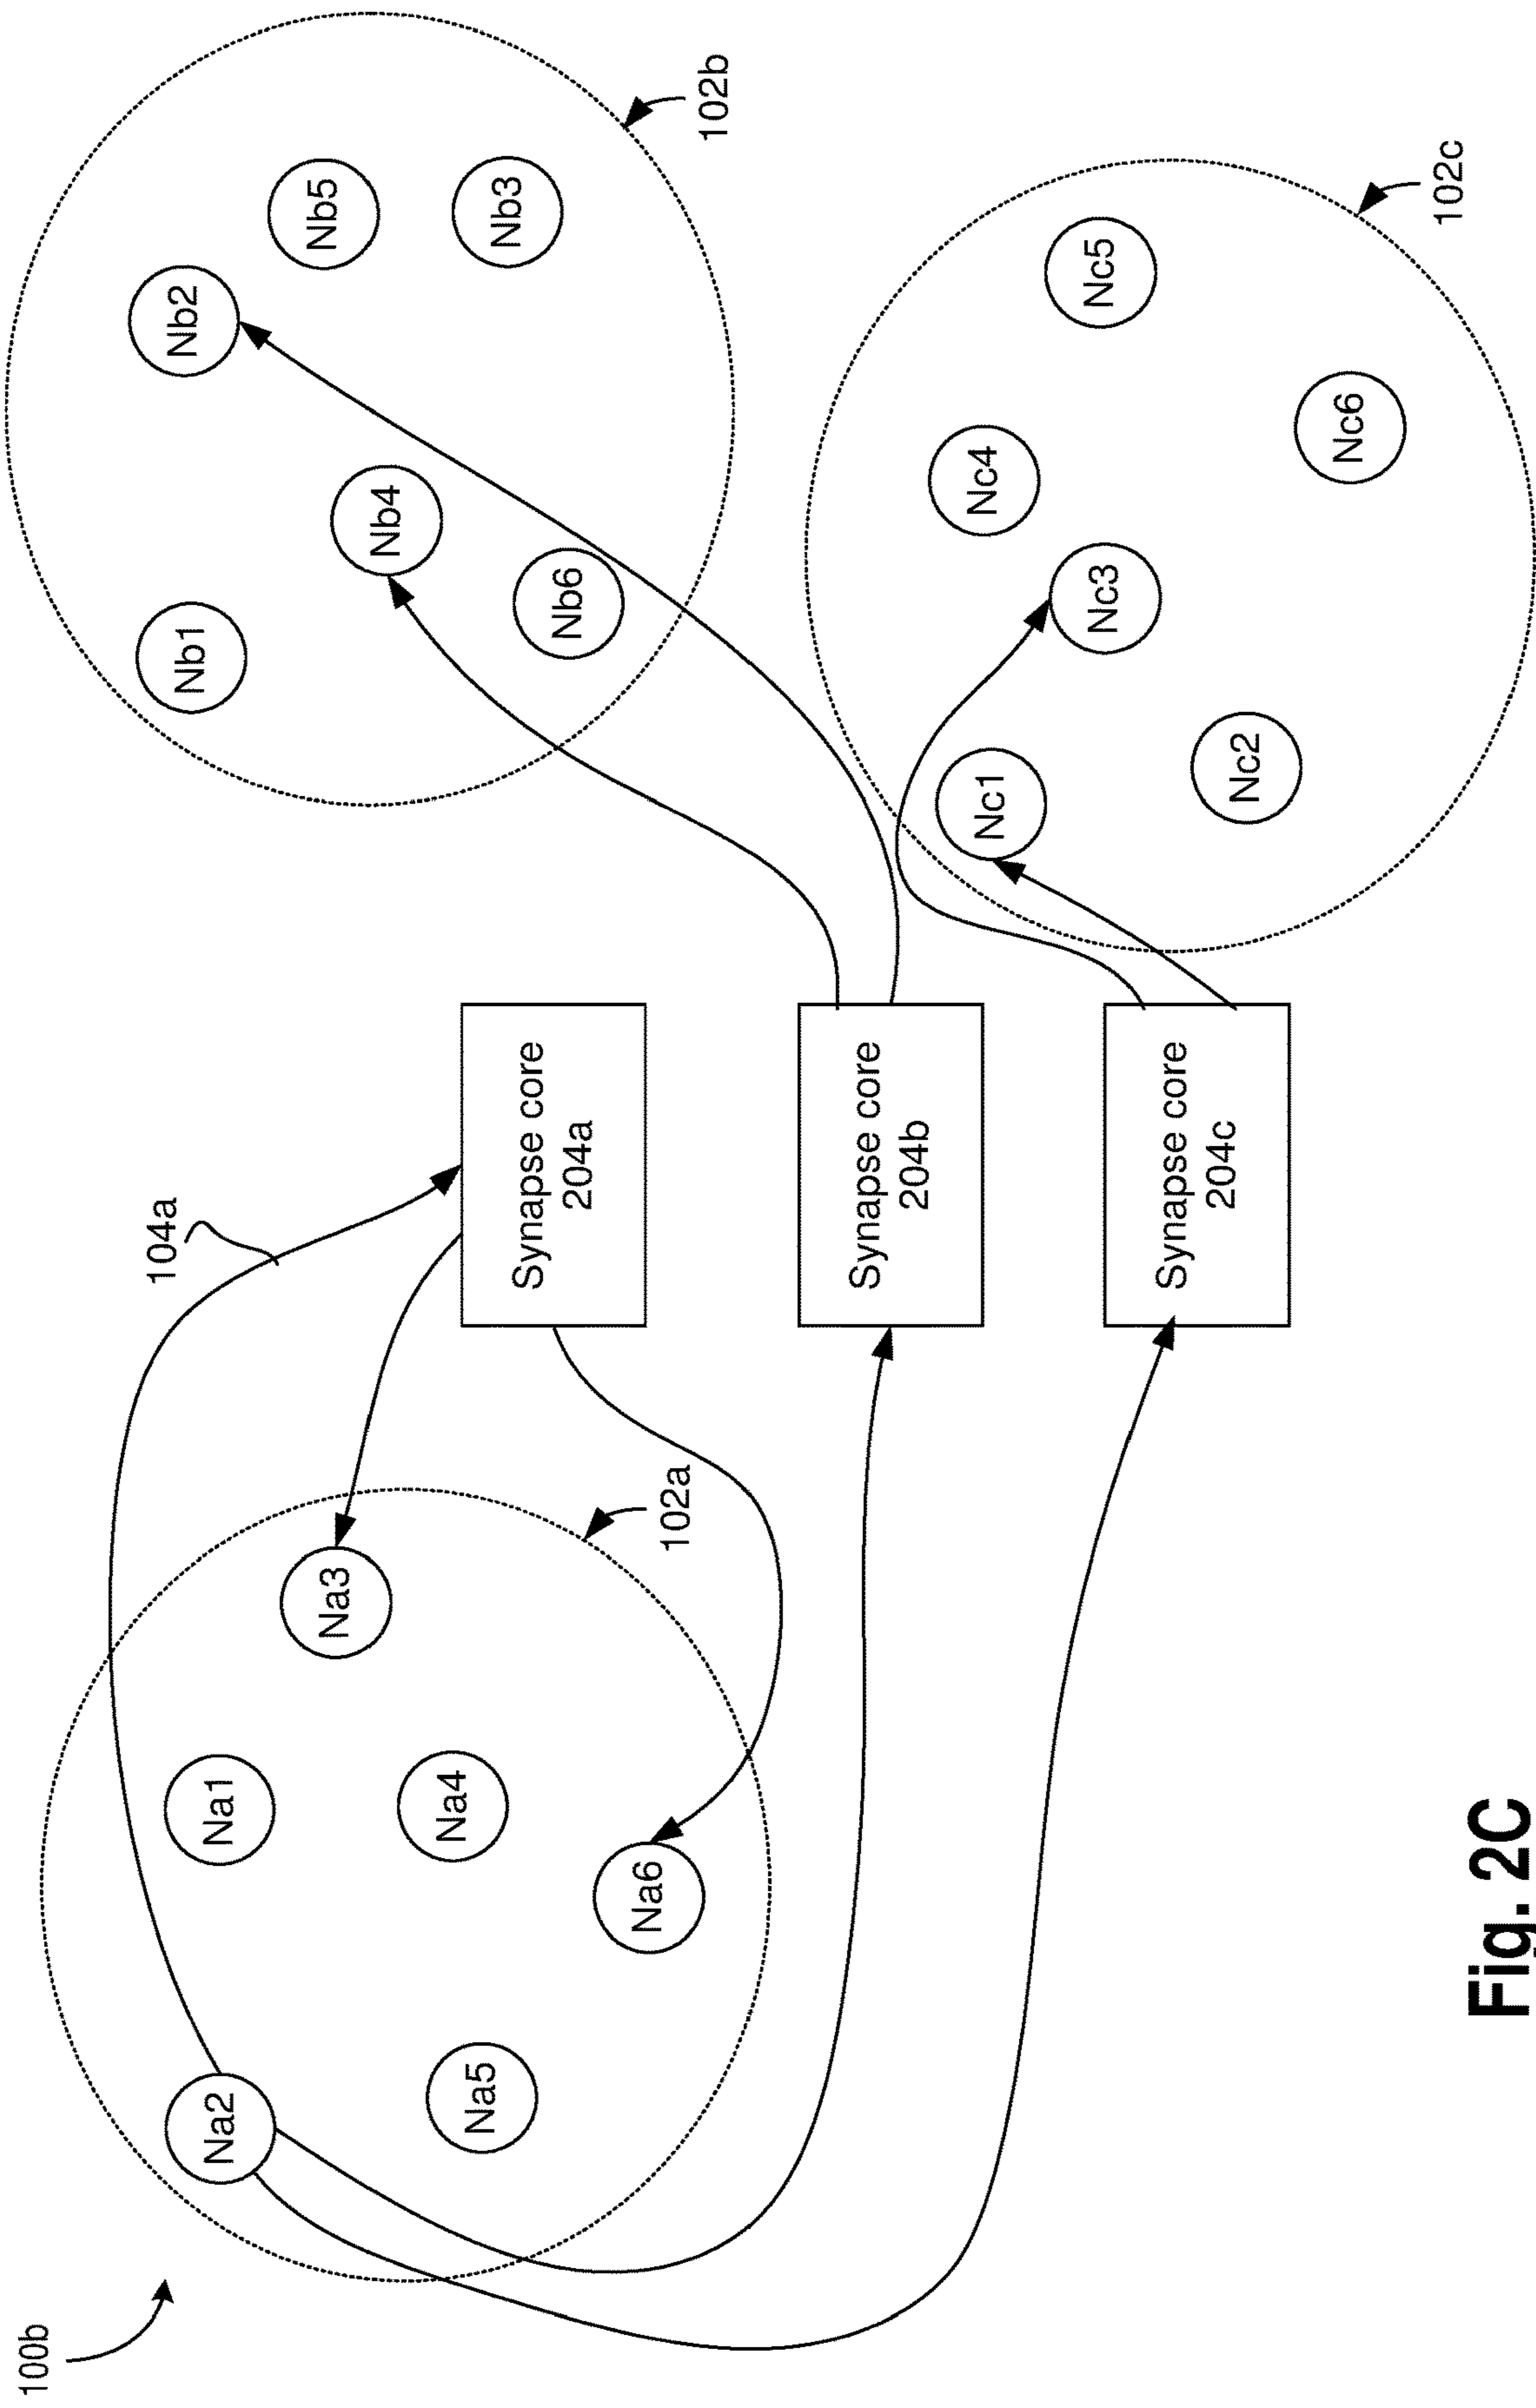 100b
104a
Na2
Na1
Na3
Na5
Na4
Na6
102a
Synapse core
204a
Synapse core
204b
Synapse core
204c
Nb1
Nb2
Nb4
Nb5
Nb6
Nb3
102b
Nc1
Nc4
Nc5
Nc3
Nc2
Nc6
102c
Fig. 2C